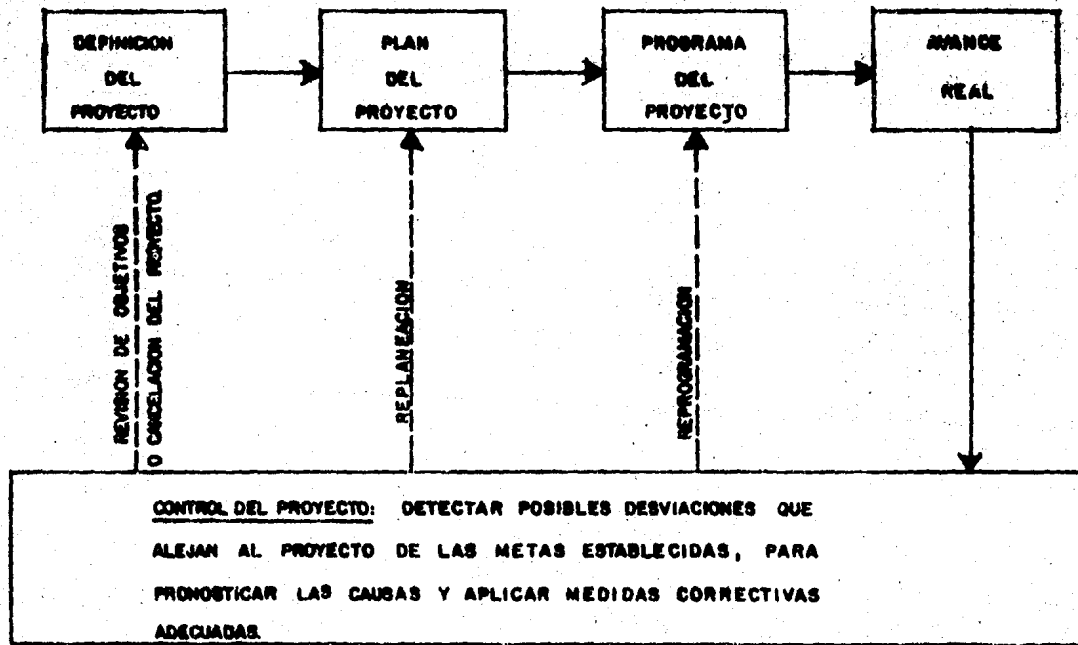 DEFINICION
DEL
PROYECTO
PLAN
DEL
PROYECTO
PROGRAMA
DEL
PROYECTO
AVANCE
REAL
REVISION DE OBJETIVOS
O CANCELACION DEL PROYECTO.
REPLANEACION
REPROGRAMACION
CONTROL DEL PROYECTO: DETECTAR POSIBLES DESVIACIONES QUE
ALEJAN AL PROYECTO DE LAS METAS ESTABLECIDAS, PARA
PRONOSTICAR LAS CAUSAS Y APLICAR MEDIDAS CORRECTIVAS
ADECUADAS.